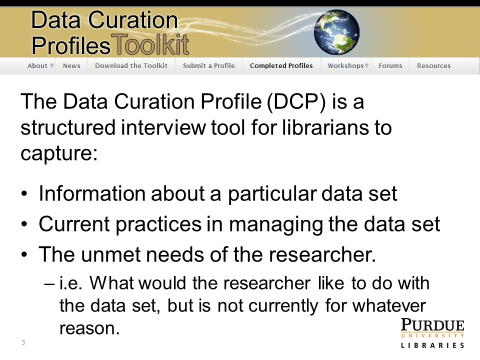 Data Curation
ProfilesToolkit
About News Download the Toolkit Submit a Profile Completed Profiles Workshops Forums Resources
The Data Curation Profile (DCP) is a
structured interview tool for librarians to
capture:
• Information about a particular data set
• Current practices in managing the data set
• The unmet needs of the researcher.
– i.e. What would the researcher like to do with
the data set, but is not currently for whatever
reason.
3
PURDUE
UNIVERSITY
LIBRARIES